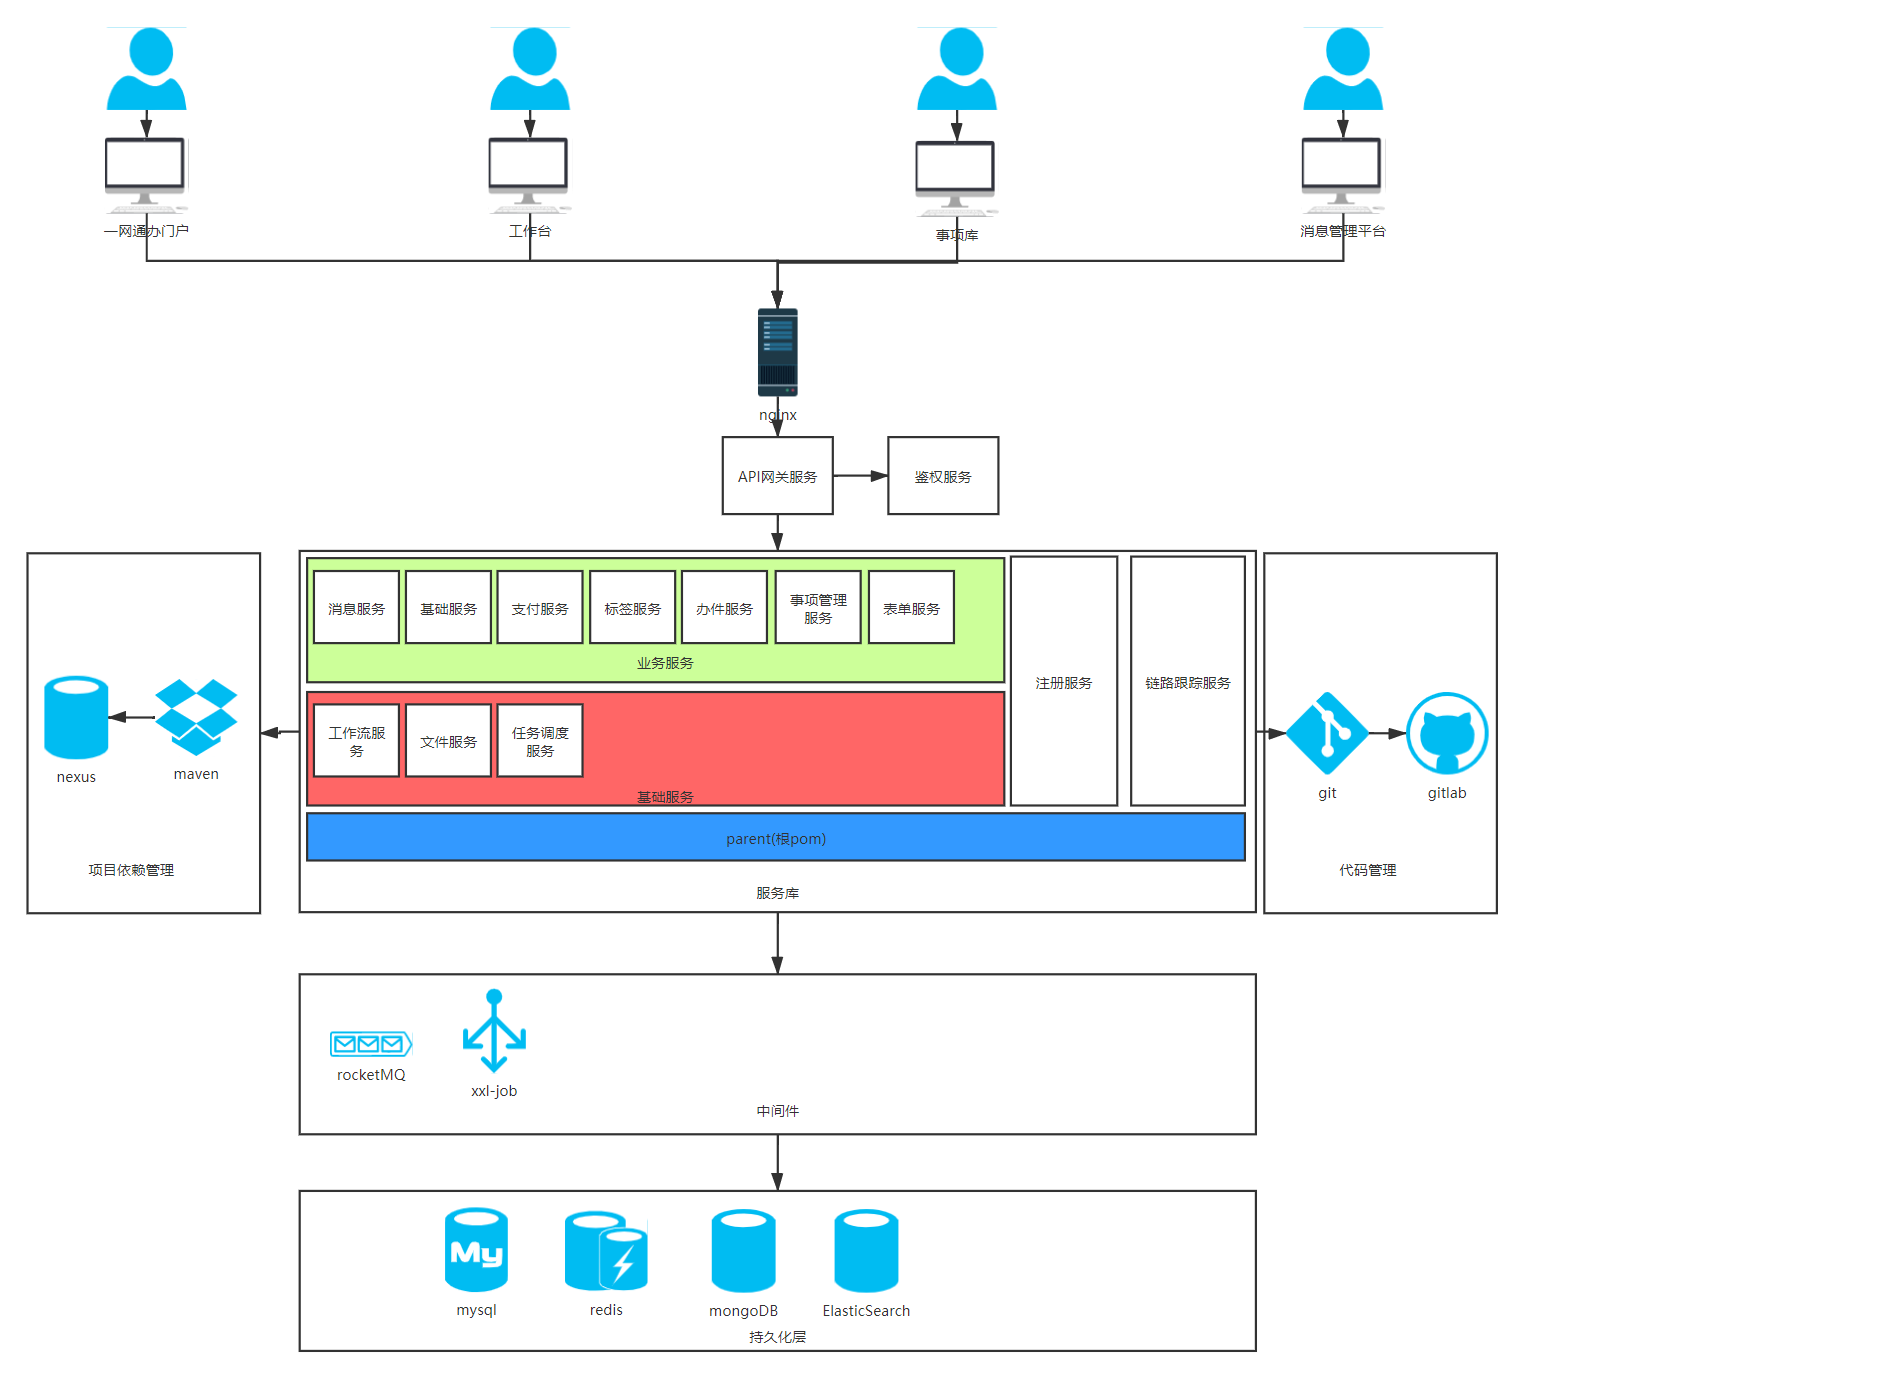 一网通办门户
工作台
事项库
消息管理平台
nginx
API网关服务
鉴权服务
消息服务
基础服务
支付服务
标签服务
办件服务
事项管理
服务
表单服务
业务服务
工作流服
务
文件服务
任务调度
服务
基础服务
注册服务
链路跟踪服务
parent(根pom)
服务库
nexus
maven
项目依赖管理
git
gitlab
代码管理
rocketMQ
xxl-job
中间件
My
mysql
redis
mongoDB
ElasticSearch
持久化层